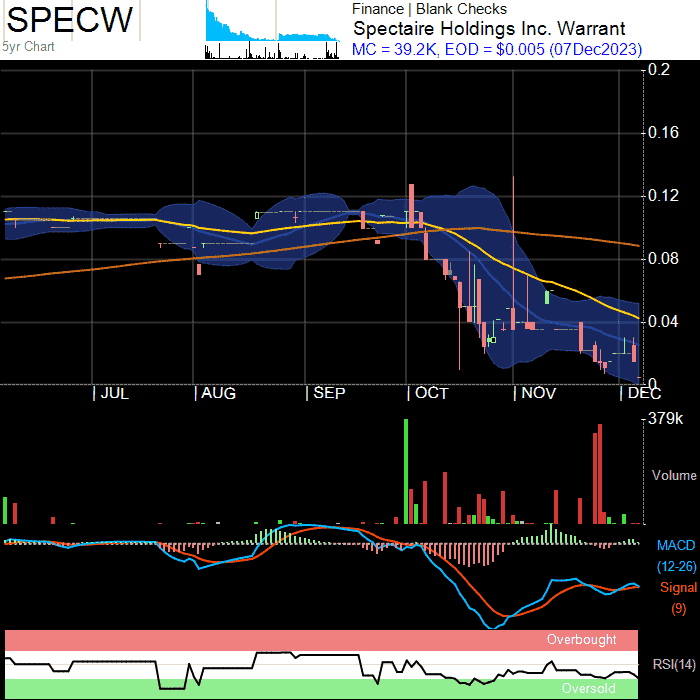 SPECW
5yr Chart
Finance | Blank Checks
Spectaire Holdings Inc. Warrant
MC = 39.2K, EOD = $0.005 (07Dec2023)
0.2
0.16
0.12
0.08
0.04
0
JUL AUG SEP OCT NOV DEC
379k
Volume
MACD
(12-26)
Signal
(9)
Overbought
RSI(14)
Oversold